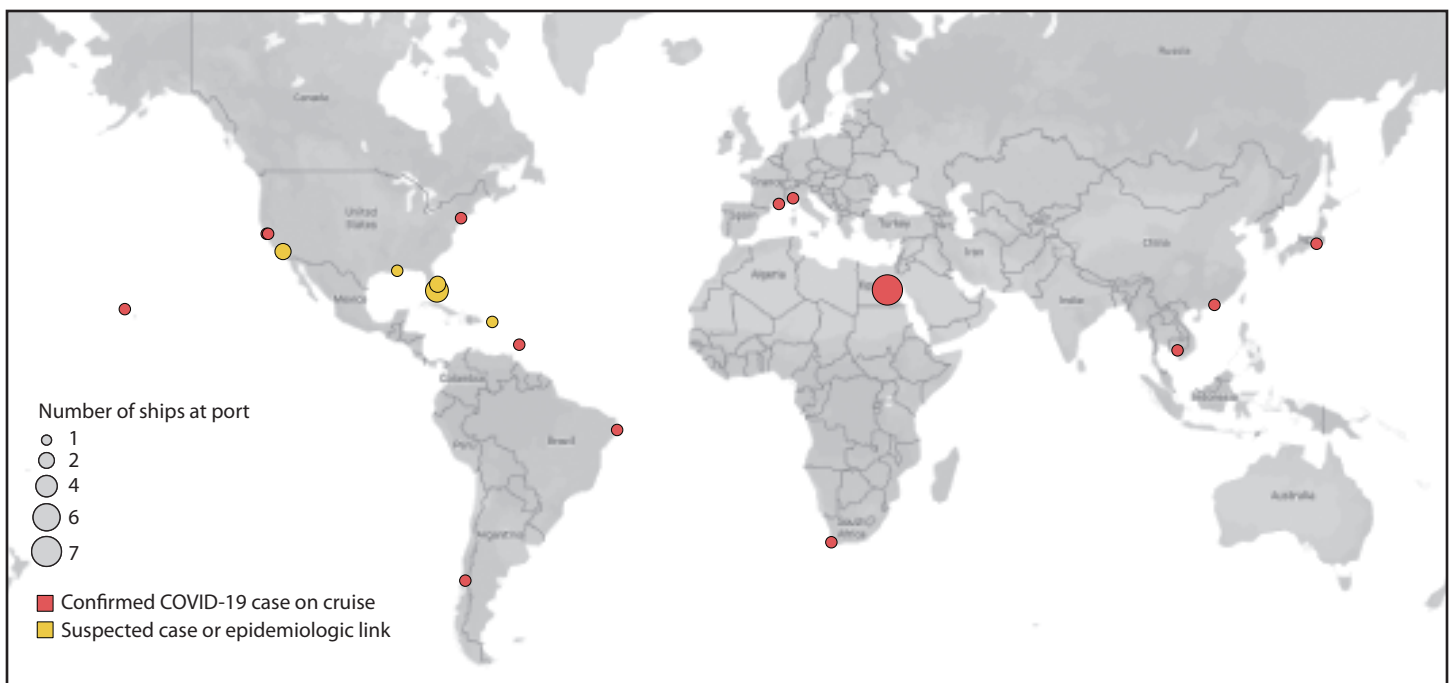 Russia
Canada
France
United
States
Spain
Turkey
China
Iran
Algeria
Mexico
India
Colombia
Indonesia
Number of ships at port
1
2
4
6
7
Peru
Brazil
Australia
South
Africa
Argentina
Confirmed COVID-19 case on cruise
Suspected case or epidemiologic link